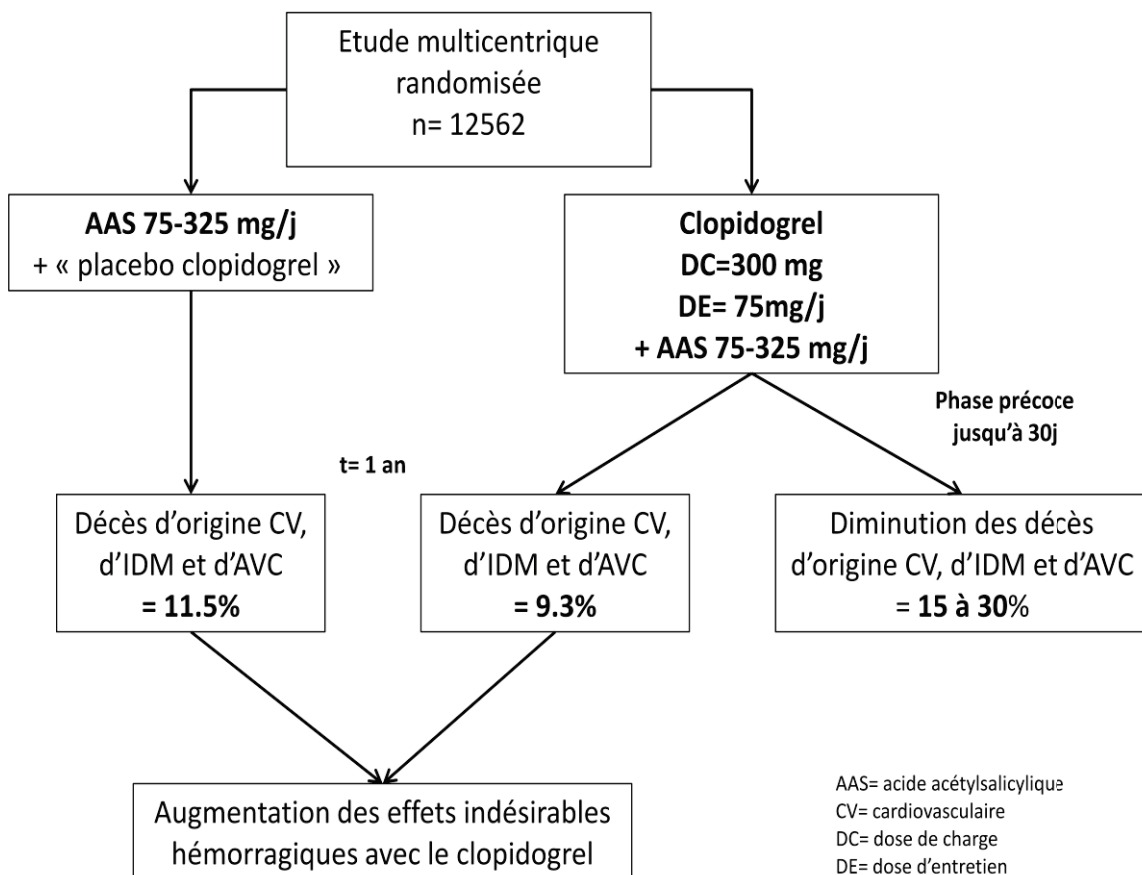 Etude multicentrique
randomisée
n= 12562
AAS 75-325 mg/j
+ « placebo clopidogrel »
Clopidogrel
DC=300 mg
DE= 75mg/j
+ AAS 75-325 mg/j
Phase précoce
jusqu'à 30j
t= 1 an
Décès d'origine CV,
d'IDM et d'AVC
= 11.5%
Décès d'origine CV,
d'IDM et d'AVC
= 9.3%
Diminution des décès
d'origine CV, d'IDM et d'AVC
= 15 à 30%
Augmentation des effets indésirables
hémorragiques avec le clopidogrel
AAS= acide acétylsalicylique
CV= cardiovasculaire
DC= dose de charge
DE= dose d'entretien